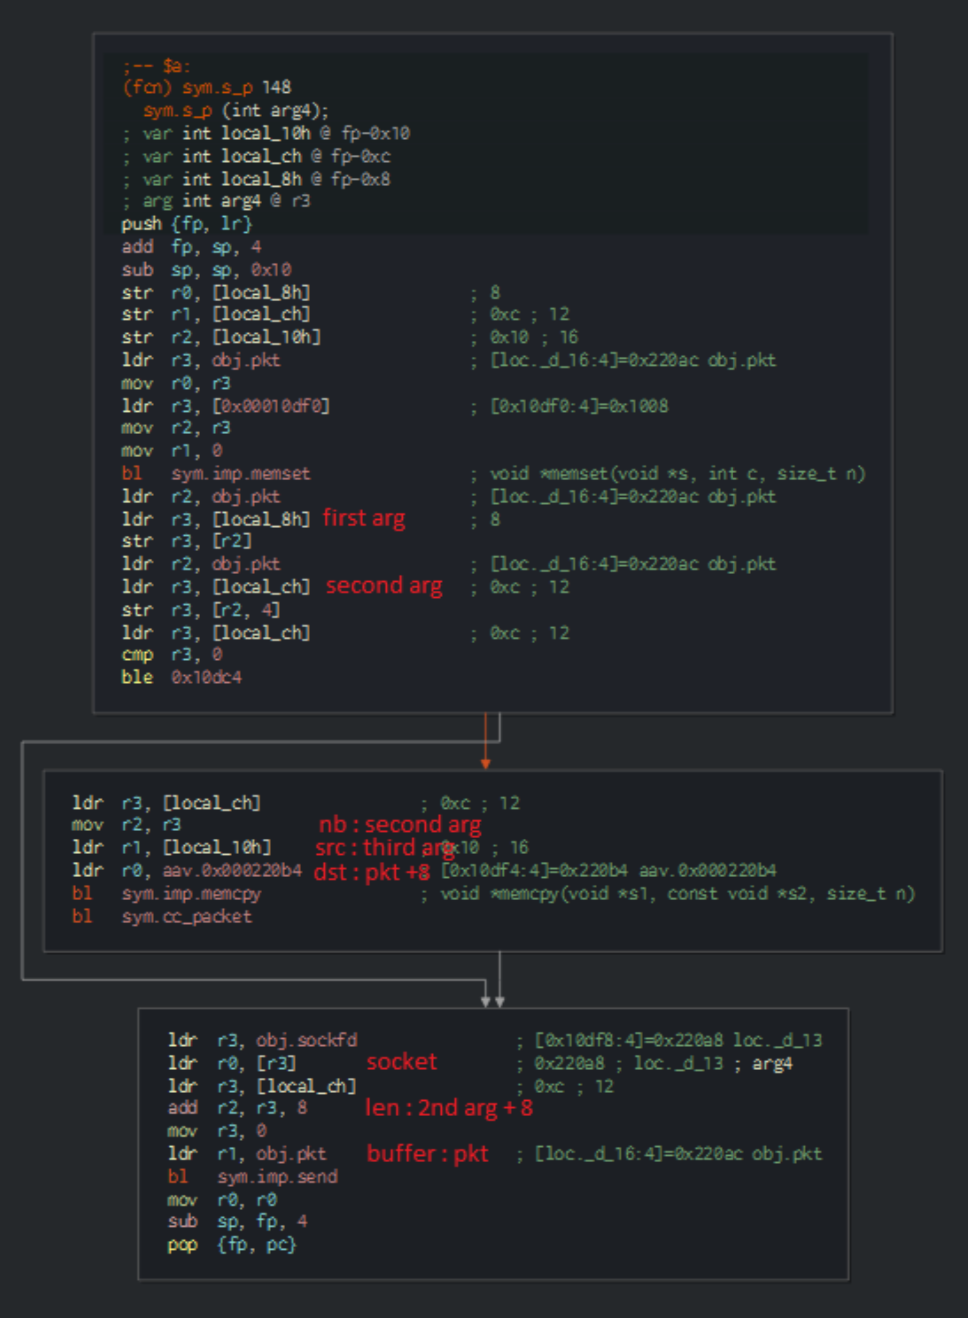 ;-- $a:
(fcn) sym.s_p 148
sym.s_p (int arg4);
; var int local_10h @ fp-0x10
; var int local_ch @ fp-0xc
; var int local_8h @ fp-0x8
; arg int arg4 @ r3
push {fp, lr}
add fp, sp, 4
sub sp, sp, 0x10
str r0, [local_8h] ; 8
str r1, [local_ch] ; 0xc ; 12
str r2, [local_10h] ; 0x10 ; 16
ldr r3, obj.pkt ; [loc._d_16:4]=0x220ac obj.pkt
mov r0, r3
ldr r3, [0x00010df0] ; [0x10df0:4]=0x1008
mov r2, r3
mov r1, 0
bl sym.imp.memset ; void *memset(void *s, int c, size_t n)
ldr r2, obj.pkt ; [loc._d_16:4]=0x220ac obj.pkt
ldr r3, [local_8h] first arg ; 8
str r3, [r2]
ldr r2, obj.pkt ; [loc._d_16:4]=0x220ac obj.pkt
ldr r3, [local_ch] second arg ; 0xc ; 12
str r3, [r2, 4]
ldr r3, [local_ch] ; 0xc ; 12
cmp r3, 0
ble 0x10dc4
ldr r3, [local_ch] ; 0xc ; 12
mov r2, r3 nb : second arg
ldr r1, [local_10h] src : third arg ; 0x10 ; 16
ldr r0, aav.0x000220b4 dst : pkt +8 ; [0x10df4:4]=0x220b4 aav.0x000220b4
bl sym.imp.memcpy ; void *memcpy(void *s1, const void *s2, size_t n)
bl sym.cc_packet
ldr r3, obj.sockfd ; [0x10df8:4]=0x220a8 loc._d_13
ldr r0, [r3] socket ; 0x220a8 ; loc._d_13 ; arg4
ldr r3, [local_ch] ; 0xc ; 12
add r2, r3, 8 len : 2nd arg + 8
mov r3, 0
ldr r1, obj.pkt buffer : pkt ; [loc._d_16:4]=0x220ac obj.pkt
bl sym.imp.send
mov r0, r0
sub sp, fp, 4
pop {fp, pc}